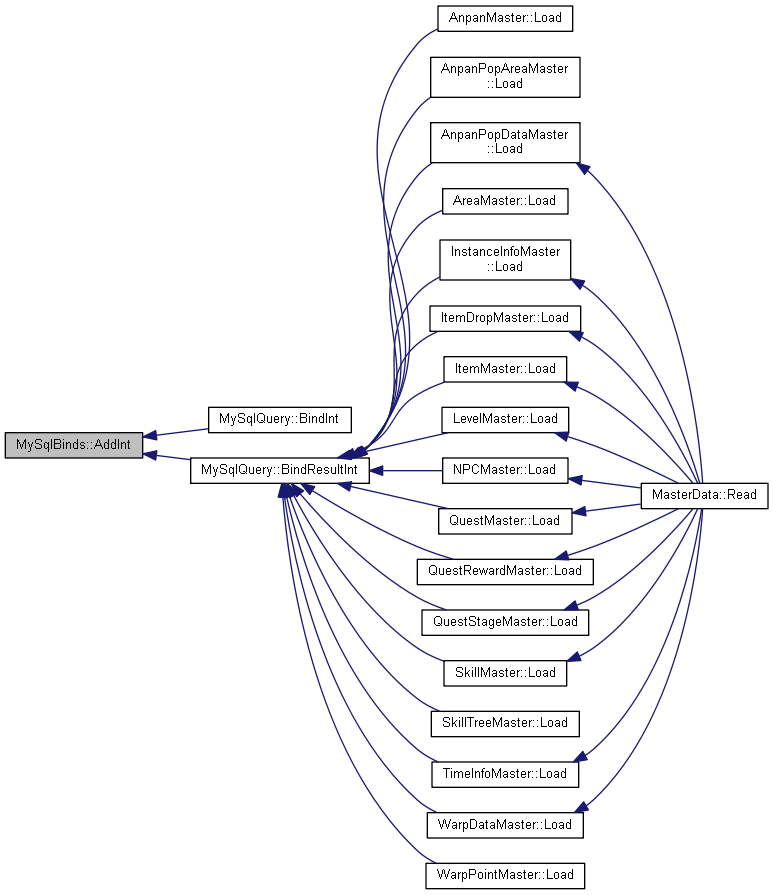 AnpanMaster::Load
AnpanPopAreaMaster
::Load
AnpanPopDataMaster
::Load
AreaMaster::Load
InstanceInfoMaster
::Load
ItemDropMaster::Load
ItemMaster::Load
MySqlQuery::BindInt
LevelMaster::Load
MySqlBinds::AddInt
MySqlQuery::BindResultInt
NPCMaster::Load
MasterData::Read
QuestMaster::Load
QuestRewardMaster::Load
QuestStageMaster::Load
SkillMaster::Load
SkillTreeMaster::Load
TimeInfoMaster::Load
WarpDataMaster::Load
WarpPointMaster::Load